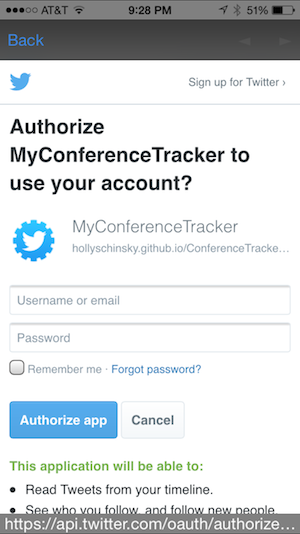 AT&T 9:28 PM 51%
Back
Sign up for Twitter ›
Authorize
MyConferenceTracker to
use your account?
MyConferenceTracker
hollyschinsky.github.io/ConferenceTracke...
Username or email
Password
Remember me · Forgot password?
Authorize app Cancel
This application will be able to:
• Read Tweets from your timeline.
• See who you follow, and follow new people.
https://api.twitter.com/oauth/authorize...